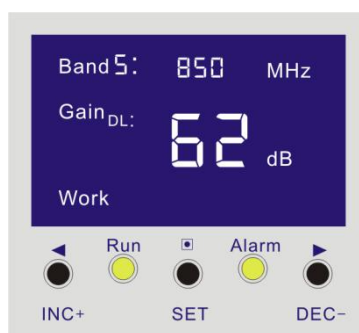 Band 5: 850 MHz
Gain DL:
62 dB
Work
◀ Run ▣ Alarm ▶
INC+ SET DEC-